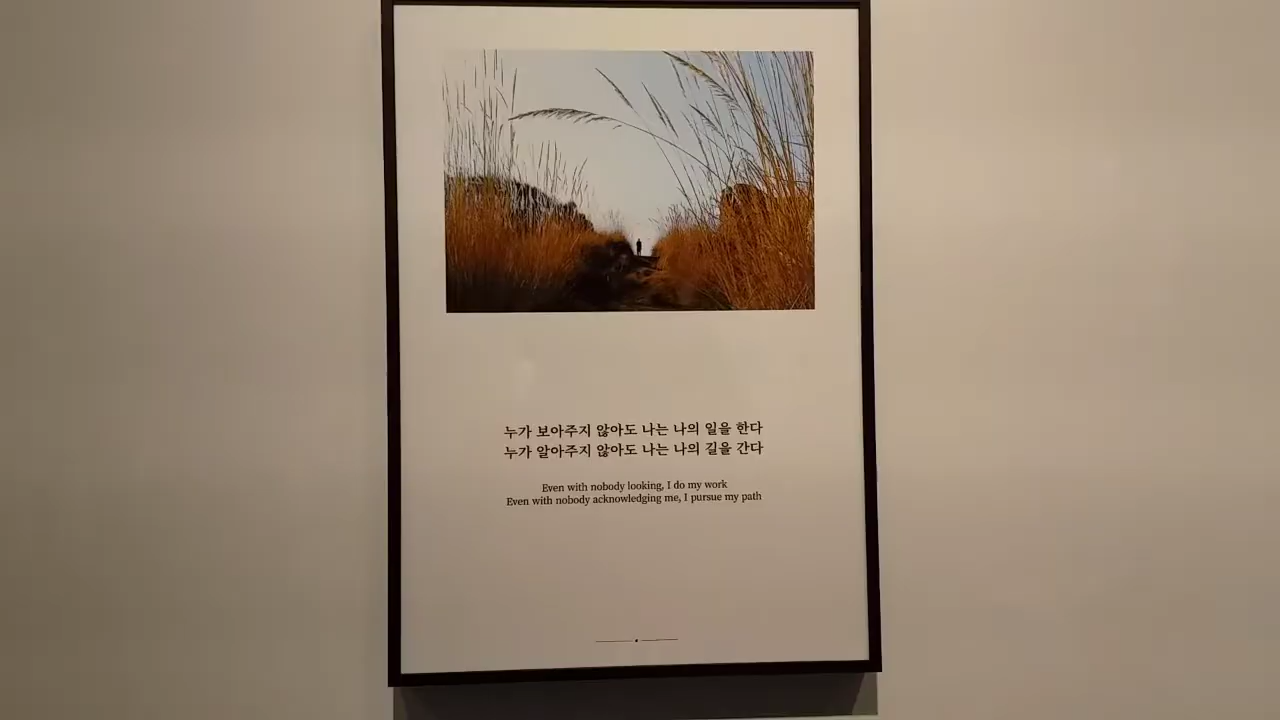 누가 보아주지 않아도 나는 나의 일을 한다
누가 알아주지 않아도 나는 나의 길을 간다
Even with nobody looking, I do my work
Even with nobody acknowledging me, I pursue my path